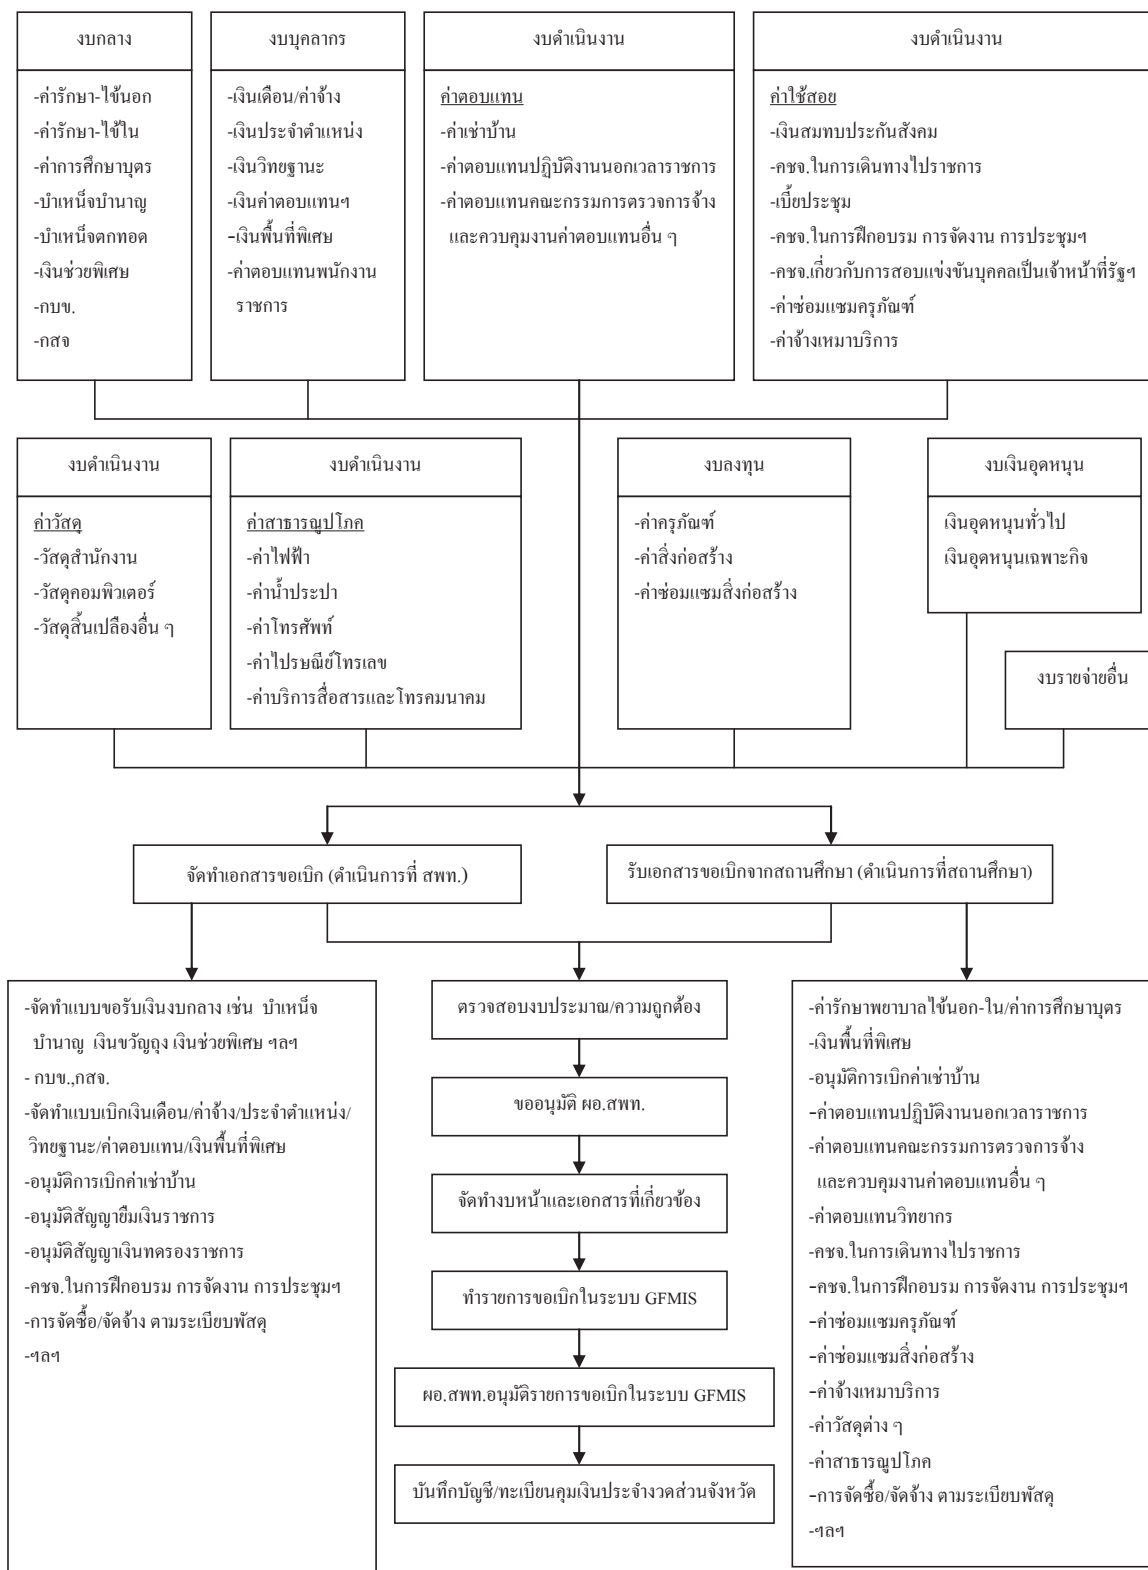 งบกลาง
-ค่ารักษา-ไข้นอก
-ค่ารักษา-ไข้ใน
-ค่าการศึกษาบุตร
-บำเหน็จบำนาญ
-บำเหน็จตกทอด
-เงินช่วยพิเศษ
-กบข.
-กสจ
งบบุคลากร
-เงินเดือน/ค่าจ้าง
-เงินประจำตำแหน่ง
-เงินวิทยฐานะ
-เงินค่าตอบแทนฯ
-เงินพื้นที่พิเศษ
-ค่าตอบแทนพนักงาน
ราชการ
งบดำเนินงาน
ค่าตอบแทน
-ค่าเช่าบ้าน
-ค่าตอบแทนปฏิบัติงานนอกเวลาราชการ
-ค่าตอบแทนคณะกรรมการตรวจการจ้าง
และควบคุมงานค่าตอบแทนอื่น ๆ
งบดำเนินงาน
ค่าใช้สอย
-เงินสมทบประกันสังคม
-คชจ.ในการเดินทางไปราชการ
-เบี้ยประชุม
-คชจ.ในการฝึกอบรม การจัดงาน การประชุมฯ
-คชจ.เกี่ยวกับการสอบแข่งขันบุคคลเป็นเจ้าหน้าที่รัฐฯ
-ค่าซ่อมแซมครุภัณฑ์
-ค่าจ้างเหมาบริการ
งบดำเนินงาน
ค่าวัสดุ
-วัสดุสำนักงาน
-วัสดุคอมพิวเตอร์
-วัสดุสิ้นเปลืองอื่น ๆ
งบดำเนินงาน
ค่าสาธารณูปโภค
-ค่าไฟฟ้า
-ค่าน้ำประปา
-ค่าโทรศัพท์
-ค่าไปรษณีย์โทรเลข
-ค่าบริการสื่อสารและโทรคมนาคม
งบลงทุน
-ค่าครุภัณฑ์
-ค่าสิ่งก่อสร้าง
-ค่าซ่อมแซมสิ่งก่อสร้าง
งบเงินอุดหนุน
เงินอุดหนุนทั่วไป
เงินอุดหนุนเฉพาะกิจ
งบรายจ่ายอื่น
จัดทำเอกสารขอเบิก (ดำเนินการที่ สพท.)
รับเอกสารขอเบิกจากสถานศึกษา (ดำเนินการที่สถานศึกษา)
-จัดทำแบบขอรับเงินงบกลาง เช่น บำเหน็จ
บำนาญ เงินขวัญถุง เงินช่วยพิเศษ ฯลฯ
- กบข.,กสจ.
-จัดทำแบบเบิกเงินเดือน/ค่าจ้าง/ประจำตำแหน่ง/
วิทยฐานะ/ค่าตอบแทน/เงินพื้นที่พิเศษ
-อนุมัติการเบิกค่าเช่าบ้าน
-อนุมัติสัญญายืมเงินราชการ
-อนุมัติสัญญาเงินทดรองราชการ
-คชจ.ในการฝึกอบรม การจัดงาน การประชุมฯ
-การจัดซื้อ/จัดจ้าง ตามระเบียบพัสดุ
-ฯลฯ
ตรวจสอบงบประมาณ/ความถูกต้อง
ขออนุมัติ ผอ.สพท.
จัดทำงบหน้าและเอกสารที่เกี่ยวข้อง
ทำรายการขอเบิกในระบบ GFMIS
ผอ.สพท.อนุมัติรายการขอเบิกในระบบ GFMIS
บันทึกบัญชี/ทะเบียนคุมเงินประจำงวดส่วนจังหวัด
-ค่ารักษาพยาบาลไข้นอก-ใน/ค่าการศึกษาบุตร
-เงินพื้นที่พิเศษ
-อนุมัติการเบิกค่าเช่าบ้าน
-ค่าตอบแทนปฏิบัติงานนอกเวลาราชการ
-ค่าตอบแทนคณะกรรมการตรวจการจ้าง
และควบคุมงานค่าตอบแทนอื่น ๆ
-ค่าตอบแทนวิทยากร
-คชจ.ในการเดินทางไปราชการ
-คชจ.ในการฝึกอบรม การจัดงาน การประชุมฯ
-ค่าซ่อมแซมครุภัณฑ์
-ค่าซ่อมแซมสิ่งก่อสร้าง
-ค่าจ้างเหมาบริการ
-ค่าวัสดุต่าง ๆ
-ค่าสาธารณูปโภค
-การจัดซื้อ/จัดจ้าง ตามระเบียบพัสดุ
-ฯลฯ